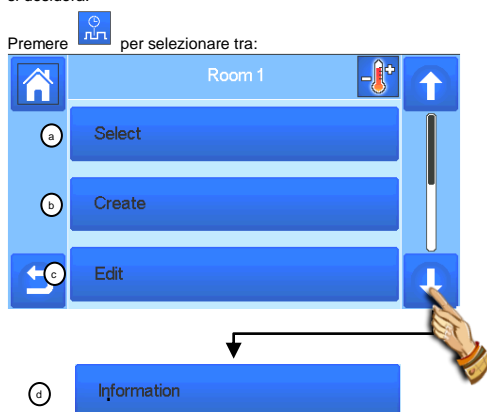 Premere per selezionare tra:
Room 1
a Select
b Create
c Edit
d Information